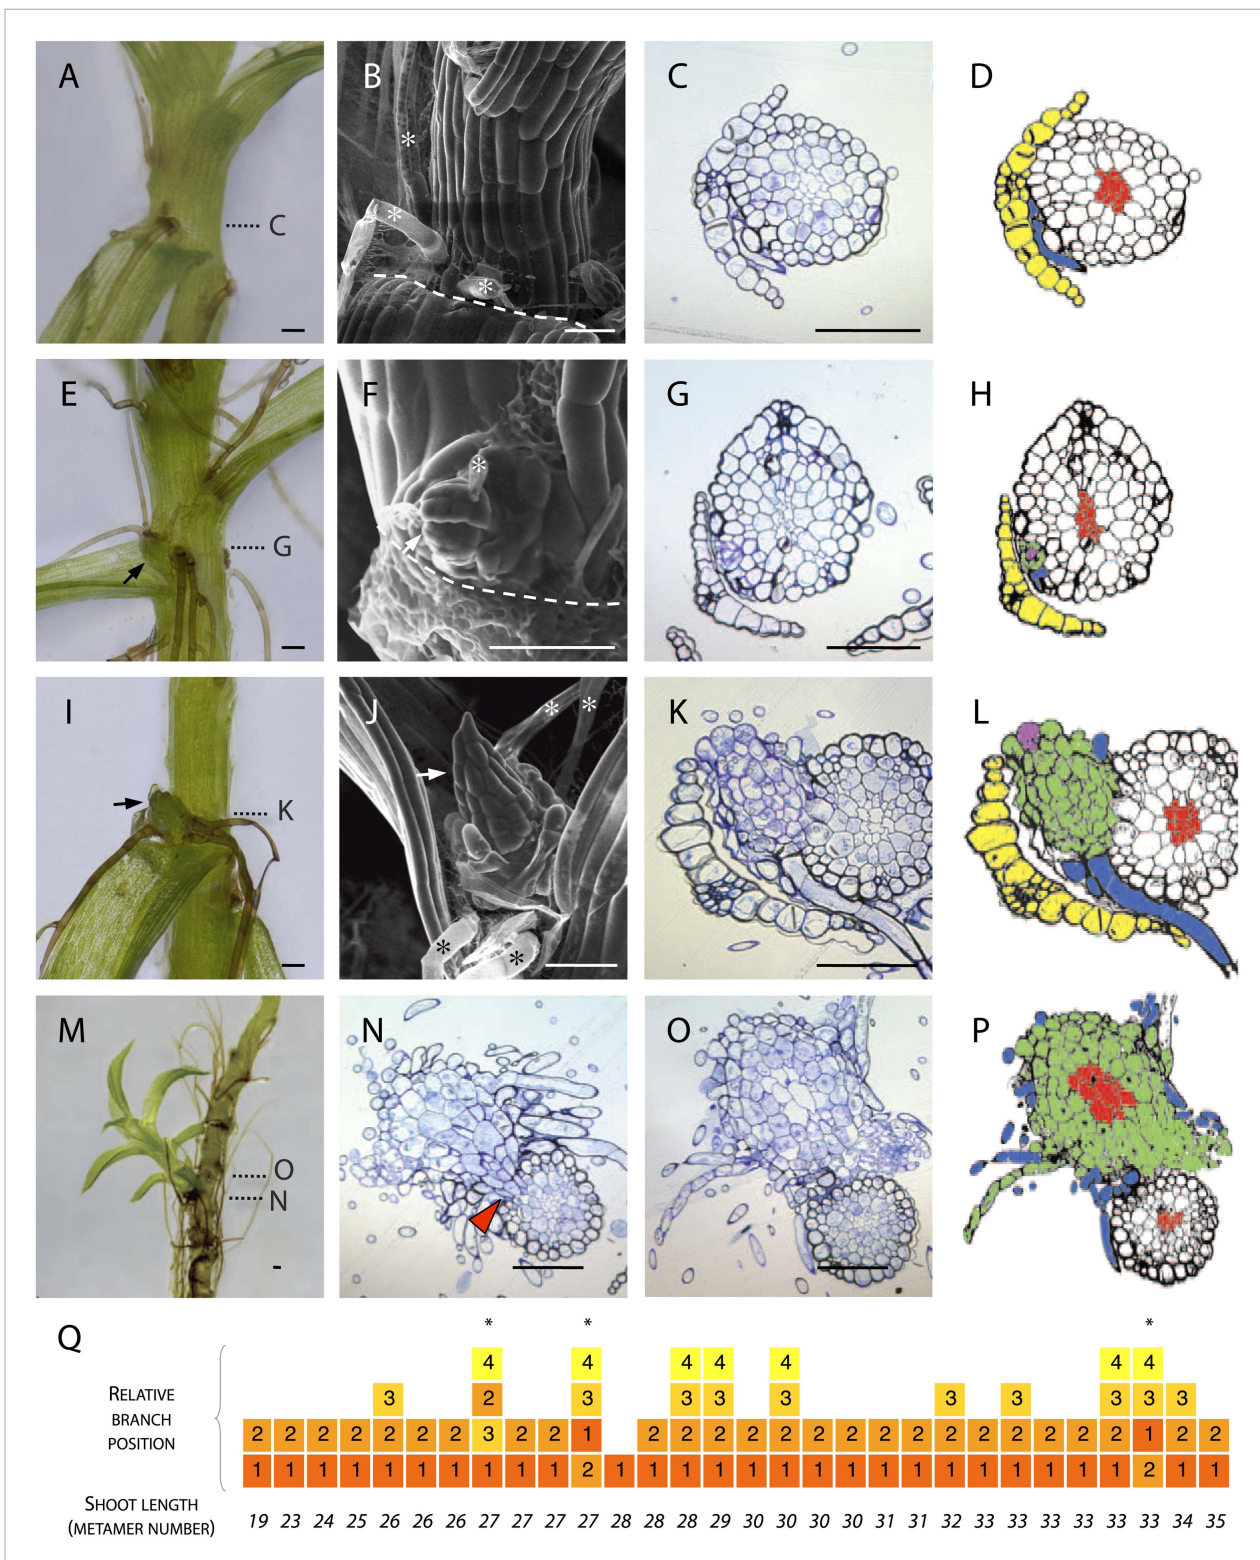 A B C D
* * * C
E F G H
* G
I J K L
* * * * K
M N O P
O
N
Q
* * *
4 4 4 4 4 4 4
3 2 3 3 3 3 3 3 3 3 3
RELATIVE
BRANCH
POSITION
2 2 2 2 2 2 2 3 2 2 1 2 2 2 2 2 2 2 2 2 2 2 2 2 2 2 1 2 2
1 1 1 1 1 1 1 1 1 1 2 1 1 1 1 1 1 1 1 1 1 1 1 1 1 1 1 2 1 1
SHOOT LENGTH
(METAMER NUMBER) 19 23 24 25 26 26 26 27 27 27 27 28 28 28 29 30 30 30 30 31 31 32 33 33 33 33 33 33 34 35